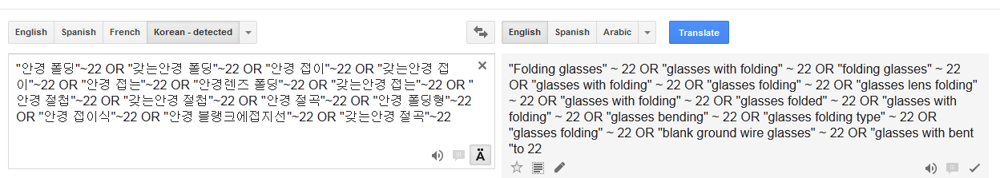 English Spanish French Korean - detected English Spanish Arabic Translate
"안경 폴딩"~22 OR "갖는안경 폴딩"~22 OR "안경 접이"~22 OR "갖는안경 접
이"~22 OR "안경 접는"~22 OR "안경렌즈 폴딩"~22 OR "갖는안경 접는"~22 OR "
안경 절첩"~22 OR "갖는안경 절첩"~22 OR "안경 절곡"~22 OR "안경 폴딩형"~22
OR "안경 접이식"~22 OR "안경 블랭크에접지선"~22 OR "갖는안경 절곡"~22
Ä
"Folding glasses" ~ 22 OR "glasses with folding" ~ 22 OR "folding glasses" ~ 22
OR "glasses with folding" ~ 22 OR "glasses folding" ~ 22 OR "glasses lens folding"
~ 22 OR "glasses with folding" ~ 22 OR "glasses folded" ~ 22 OR "glasses with
folding" ~ 22 OR "glasses bending" ~ 22 OR "glasses folding type" ~ 22 OR
"glasses folding" ~ 22 OR "blank ground wire glasses" ~ 22 OR "glasses with bent
"to 22